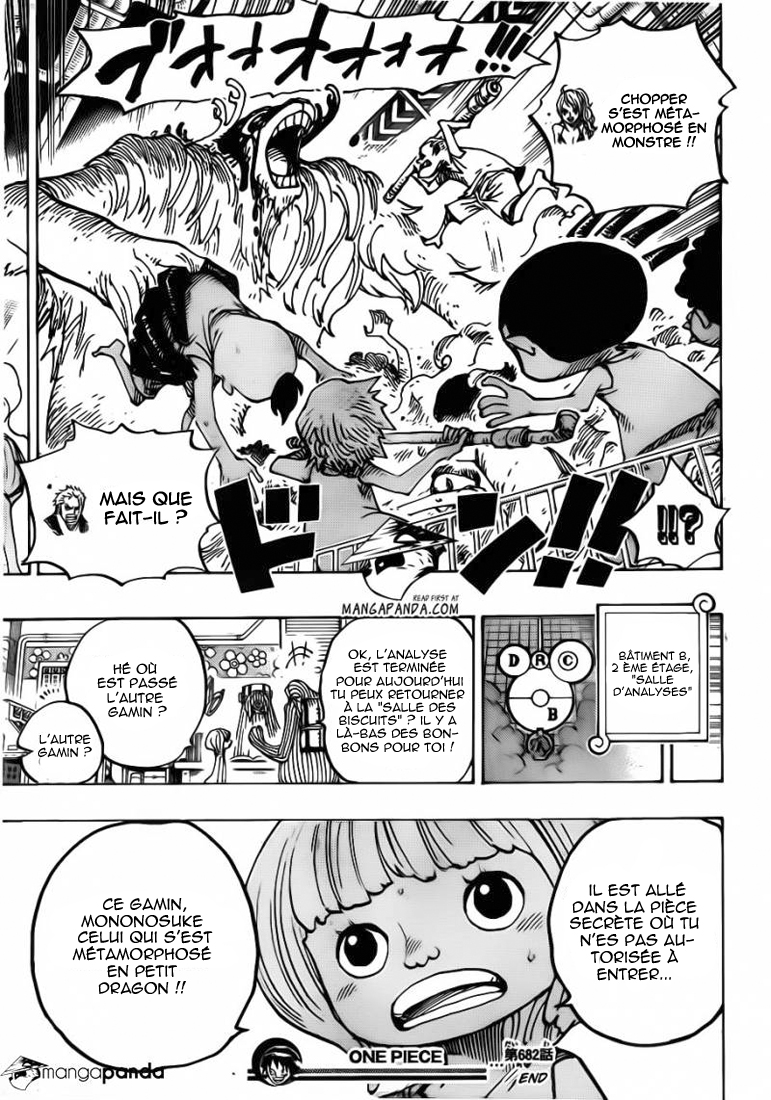 ブオオオオオオオ!!!
CHOPPER
S'EST MÉTA-
MORPHOSÉ EN
MONSTRE !!
MAIS QUE
FAIT-IL ?
!!?
ドン!!
READ FIRST AT
MANGAPANDA.COM
BÂTIMENT B,
2 ÈME ÉTAGE,
"SALLE
D'ANALYSES"
D R C
B
A
OK, L'ANALYSE
EST TERMINÉE
POUR AUJOURD'HUI
TU PEUX RETOURNER
À LA "SALLE DES
BISCUITS" ? IL Y A
LÀ-BAS DES BON-
BONS POUR TOI !
HÉ OÙ
EST PASSÉ
L'AUTRE
GAMIN ?
L'AUTRE
GAMIN ?
IL EST ALLÉ
DANS LA PIÈCE
SECRÈTE OÙ TU
N'ES PAS AU-
TORISÉE À
ENTRER...
CE GAMIN,
MONONOSUKE
CELUI QUI S'EST
MÉTAMORPHOSÉ
EN PETIT
DRAGON !!
ONE PIECE
第682話
END
mangapanda